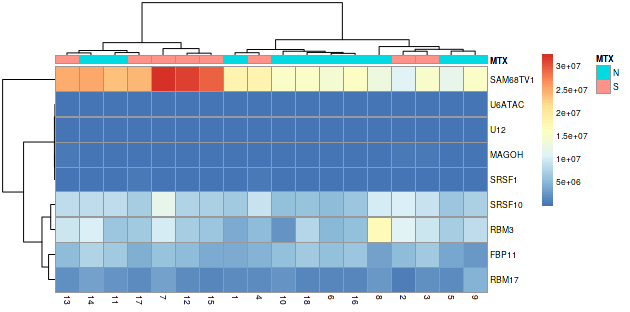 MTX
SAM68TV1
U6ATAC
U12
MAGOH
SRSF1
SRSF10
RBM3
FBP11
RBM17
13 14 11 17 7 12 15 1 4 10 18 6 16 8 2 3 5 9
3e+07
2.5e+07
2e+07
1.5e+07
1e+07
5e+06
MTX
N
S